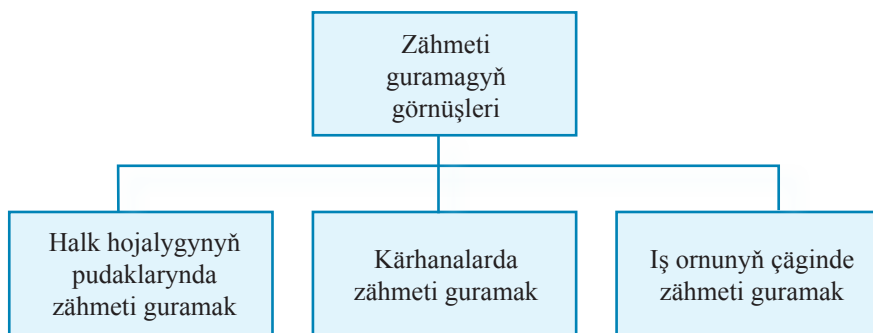 Zähmeti
guramagyň
görnüşleri
Halk hojalygynyň
pudaklarynda
zähmeti guramak
Kärhanalarda
zähmeti guramak
Iş ornunyň çäginde
zähmeti guramak